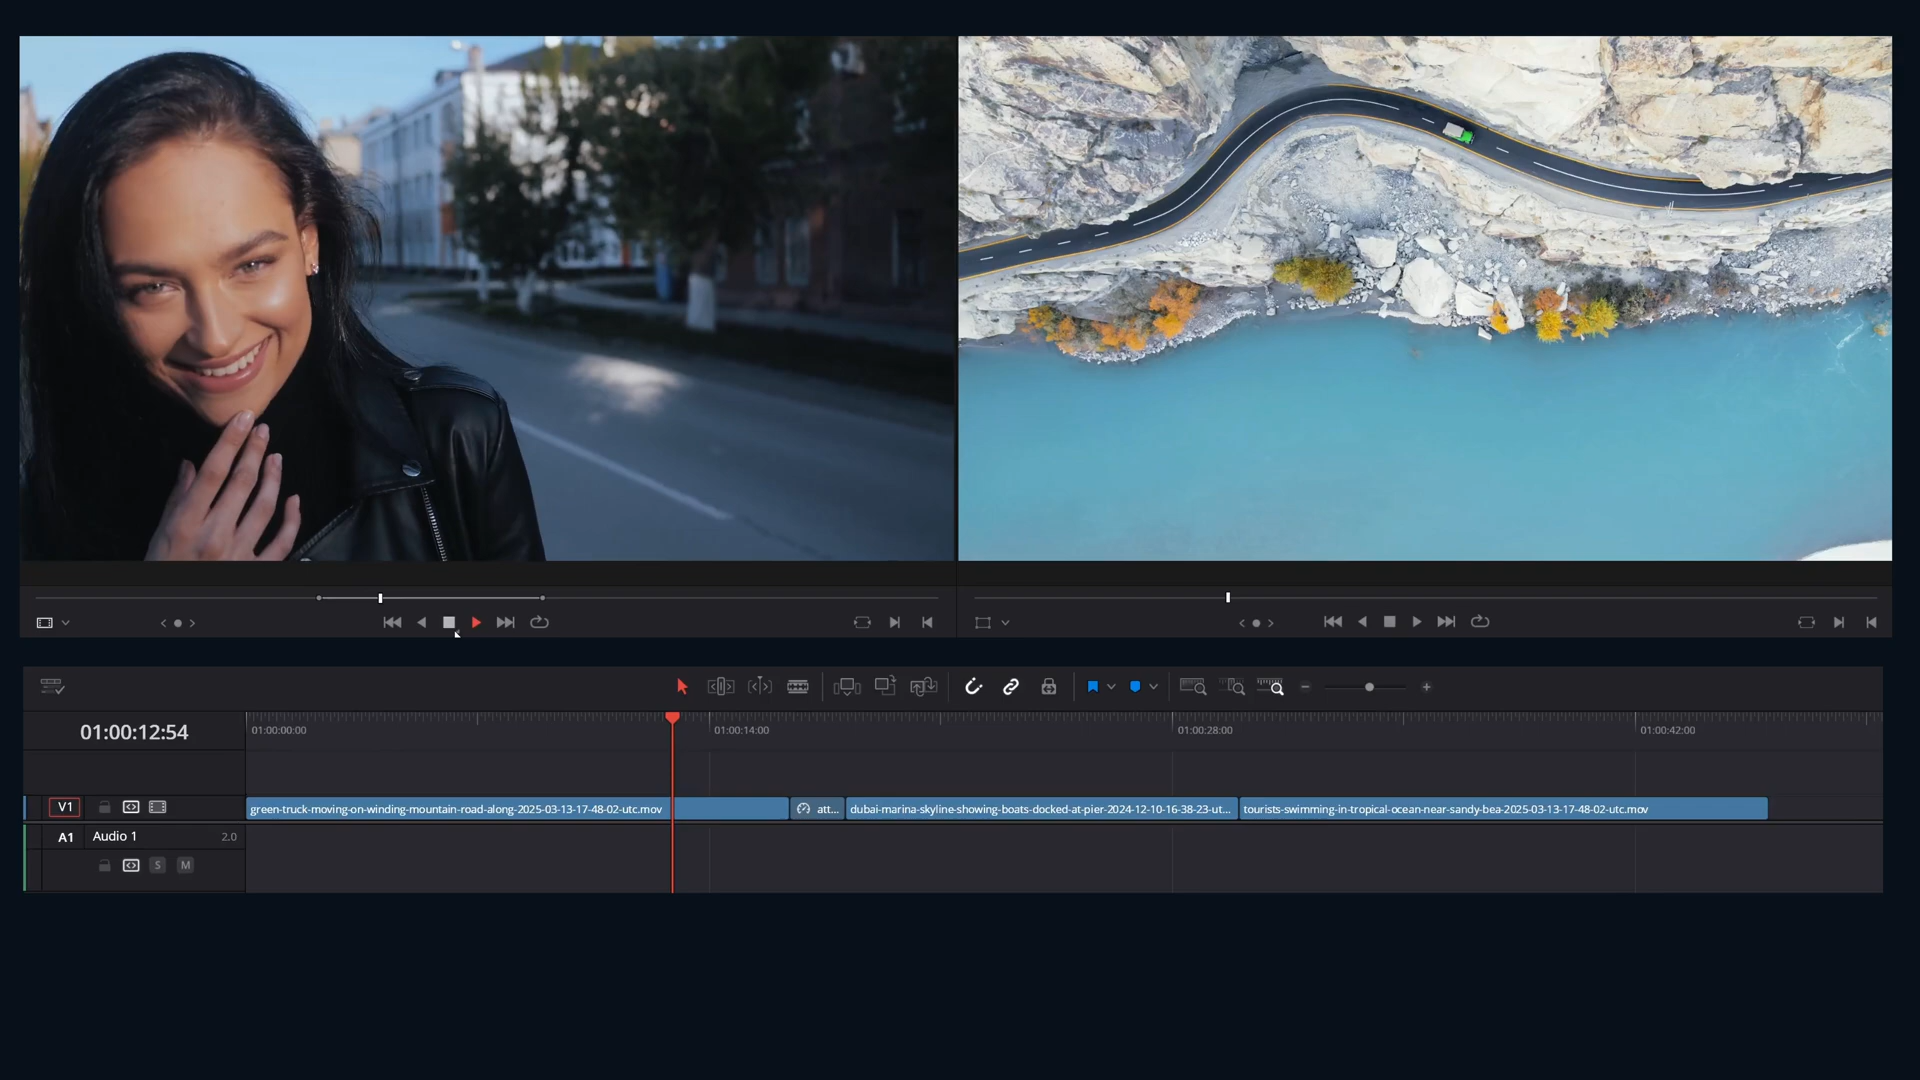 01:00:12:54
01:00:00:00
01:00:14:00
01:00:28:00
01:00:42:00
V1
green-truck-moving-on-winding-mountain-road-along-2025-03-13-17-48-02-utc.mov
att...
dubai-marina-skyline-showing-boats-docked-at-pier-2024-12-10-16-38-23-ut...
tourists-swimming-in-tropical-ocean-near-sandy-bea-2025-03-13-17-48-02-utc.mov
A1 Audio 1 2.0
S M